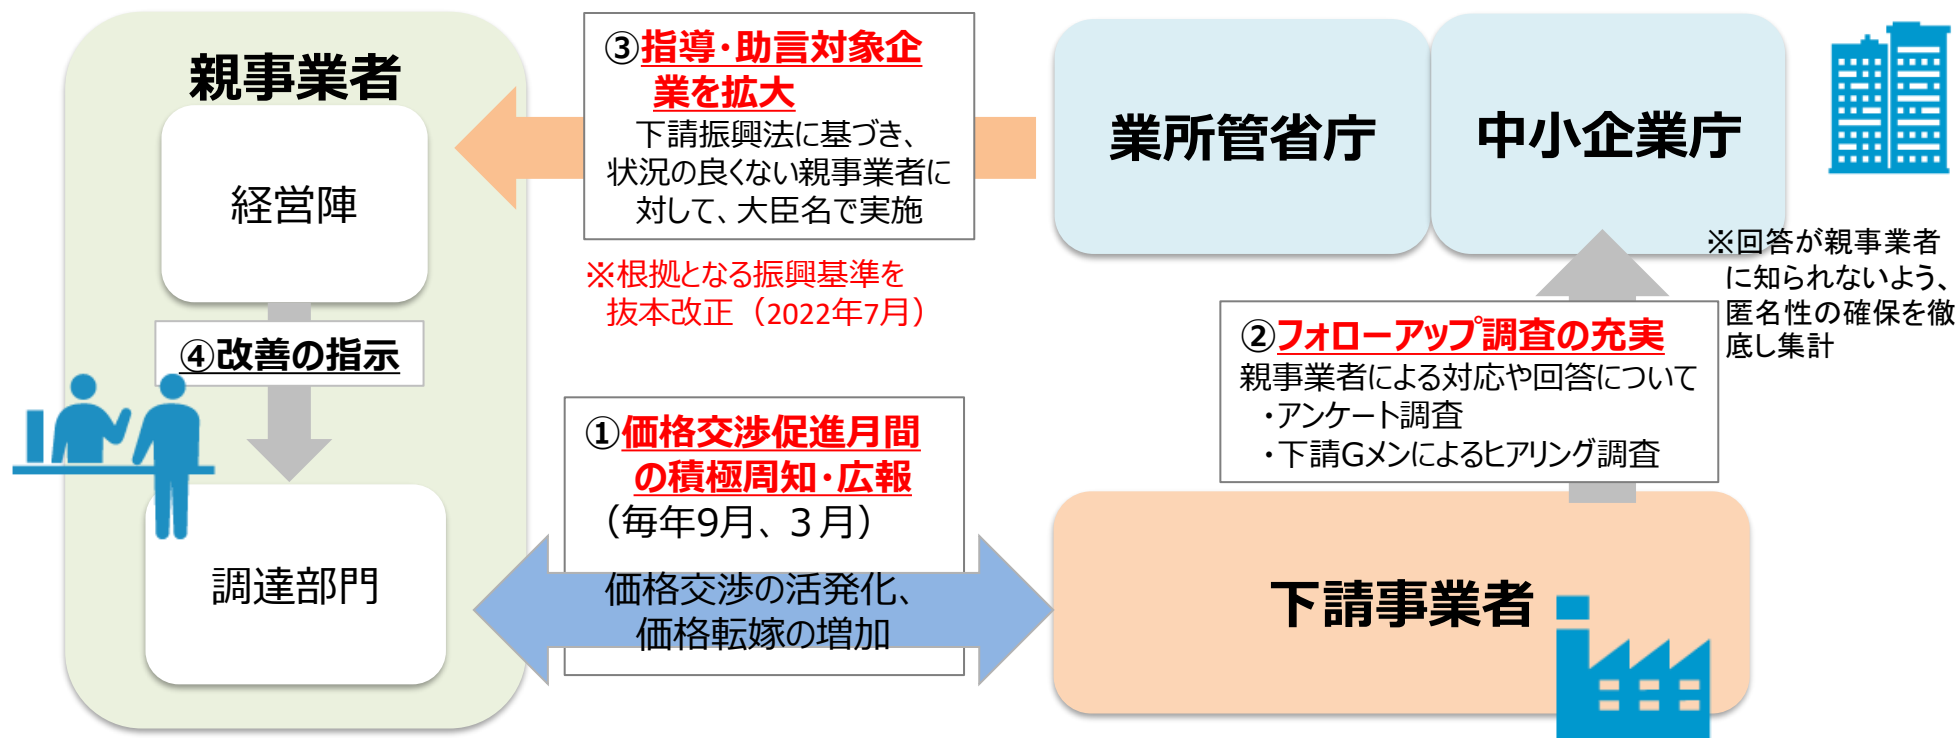 親事業者
経営陣
④改善の指示
調達部門
③指導・助言対象企
業を拡大
下請振興法に基づき、
状況の良くない親事業者に
対して、大臣名で実施
※根拠となる振興基準を
抜本改正（2022年7月）
①価格交渉促進月間
の積極周知・広報
（毎年9月、３月）
価格交渉の活発化、
価格転嫁の増加
業所管省庁
中小企業庁
※回答が親事業者
に知られないよう、
匿名性の確保を徹
底し集計
②フォローアップ調査の充実
親事業者による対応や回答について
・アンケート調査
・下請Gメンによるヒアリング調査
下請事業者